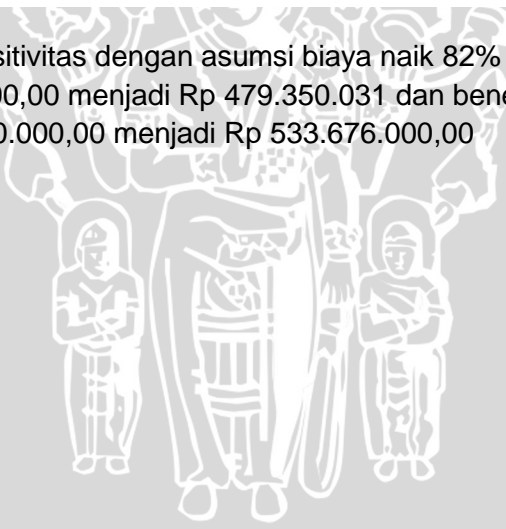 sitivitas dengan asumsi biaya naik 82%
00,00 menjadi Rp 479.350.031 dan bene
0.000,00 menjadi Rp 533.676.000,00